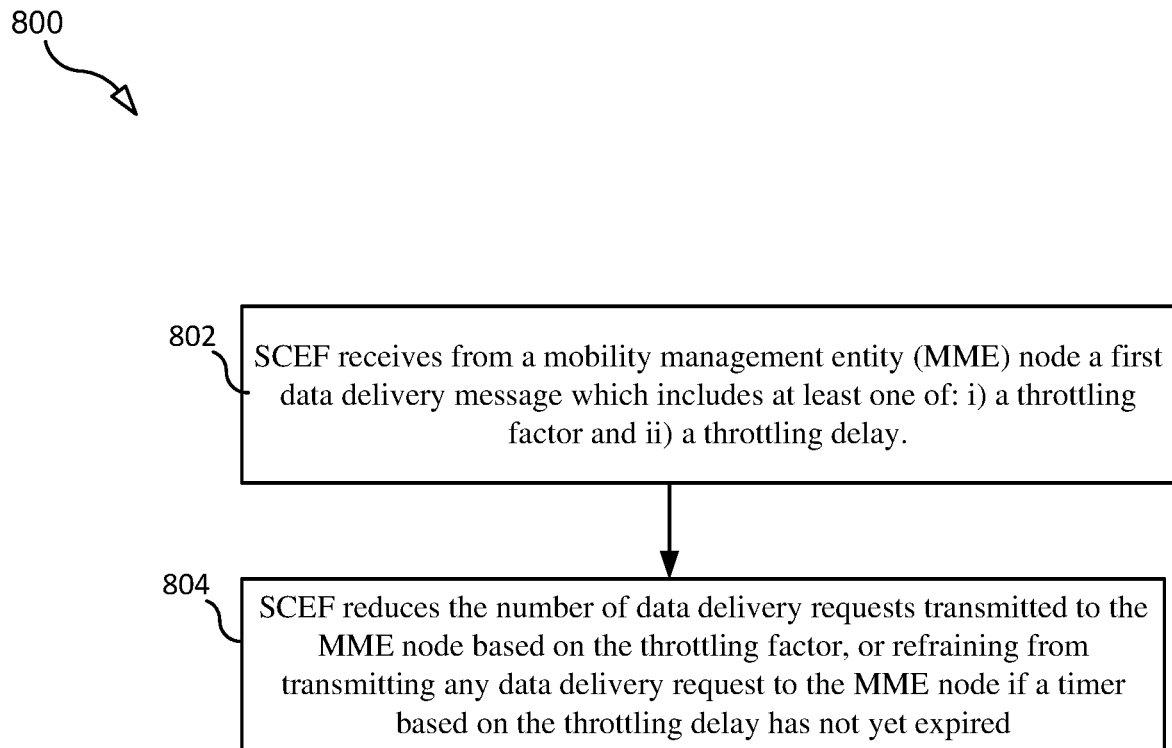 800
802
SCEF receives from a mobility management entity (MME) node a first
data delivery message which includes at least one of: i) a throttling
factor and ii) a throttling delay.
804
SCEF reduces the number of data delivery requests transmitted to the
MME node based on the throttling factor, or refraining from
transmitting any data delivery request to the MME node if a timer
based on the throttling delay has not yet expired